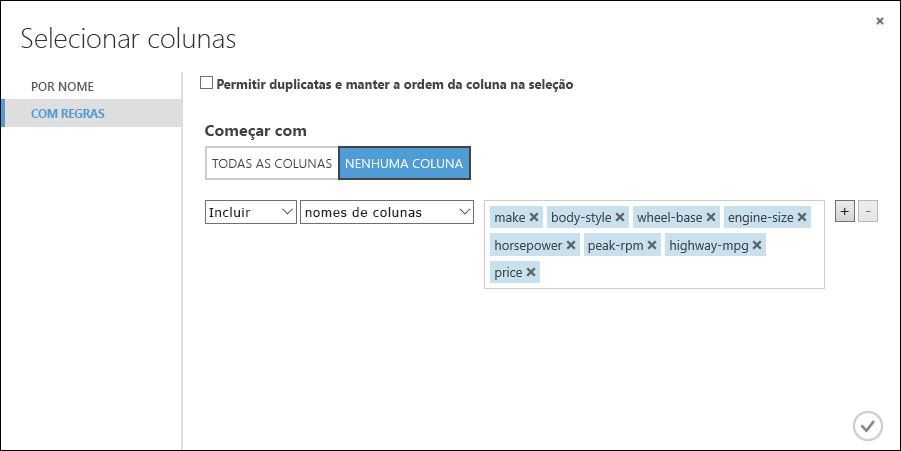 Selecionar colunas
POR NOME
COM REGRAS
Permitir duplicatas e manter a ordem da coluna na seleção
Começar com
TODAS AS COLUNAS NENHUMA COLUNA
Incluir nomes de colunas
make body-style wheel-base engine-size
horsepower peak-rpm highway-mpg
price